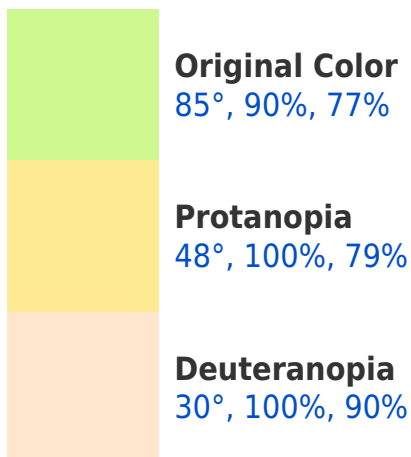 Original Color
85°, 90%, 77%
Protanopia
48°, 100%, 79%
Deuteranopia
30°, 100%, 90%